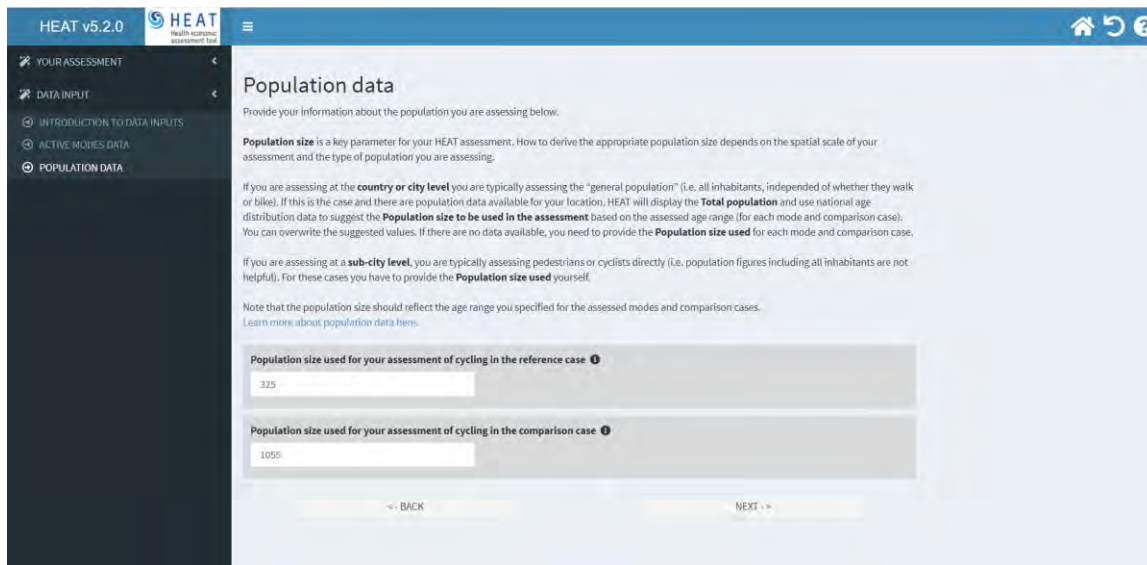 HEAT v5.2.0
HEAT
Health economic
assessment tool
YOUR ASSESSMENT
DATA INPUT
INTRODUCTION TO DATA INPUTS
ACTIVE MODES DATA
POPULATION DATA
Population data
Provide your information about the population you are assessing below.
Population size is a key parameter for your HEAT assessment. How to derive the appropriate population size depends on the spatial scale of your
assessment and the type of population you are assessing.
If you are assessing at the country or city level you are typically assessing the "general population" (i.e. all inhabitants, independed of whether they walk
or bike). If this is the case and there are population data available for your location, HEAT will display the Total population and use national age
distribution data to suggest the Population size to be used in the assessment based on the assessed age range (for each mode and comparison case).
You can overwrite the suggested values. If there are no data available, you need to provide the Population size used for each mode and comparison case.
If you are assessing at a sub-city level, you are typically assessing pedestrians or cyclists directly (i.e. population figures including all inhabitants are not
helpful). For these cases you have to provide the Population size used yourself.
Note that the population size should reflect the age range you specified for the assessed modes and comparison cases.
Learn more about population data here.
Population size used for your assessment of cycling in the reference case
325
Population size used for your assessment of cycling in the comparison case
1055
<- BACK
NEXT ->